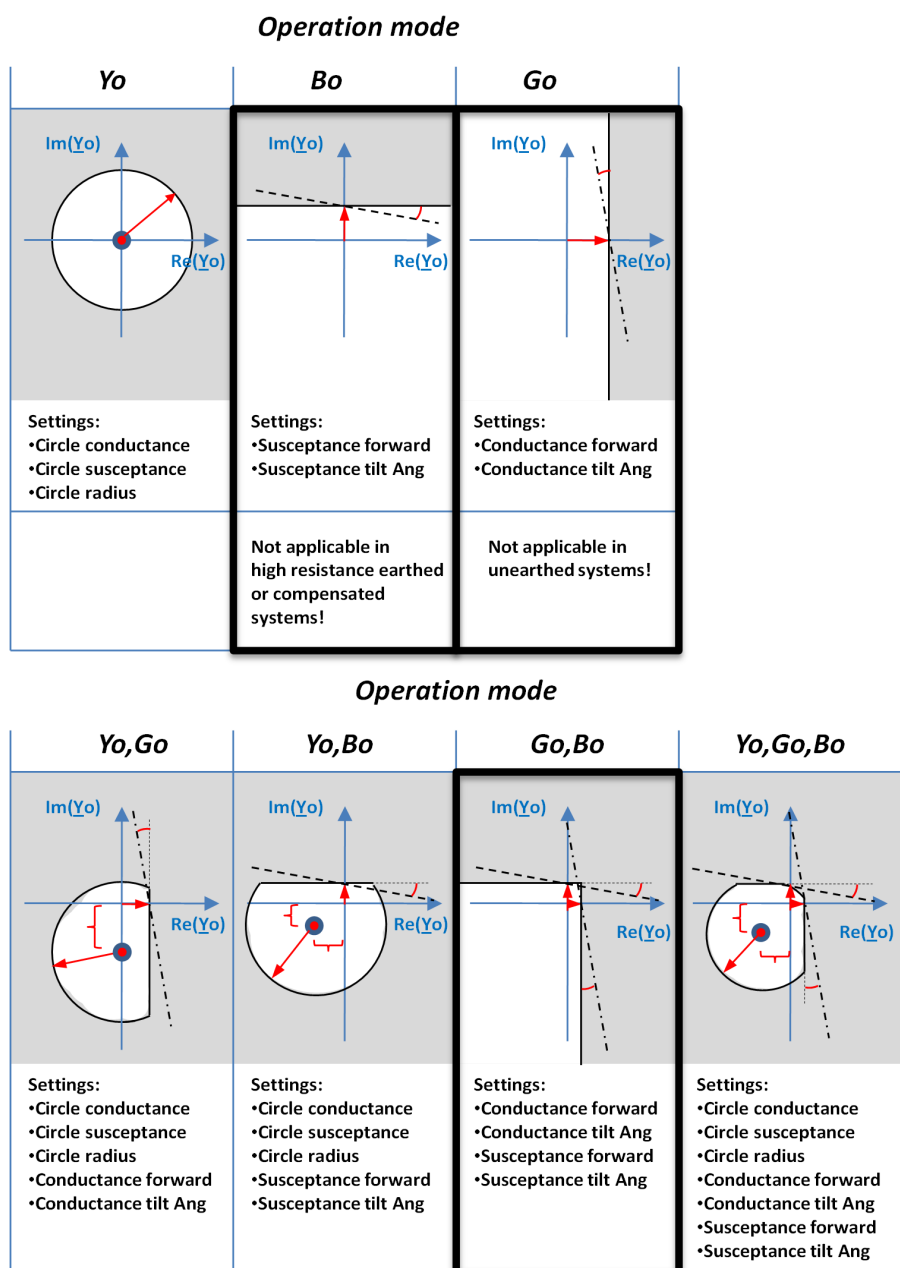 Operation mode
Yo
Bo
Go
Im(Yo)
Re(Yo)
Im(Yo)
Re(Yo)
Im(Yo)
Re(Yo)
Settings:
•Circle conductance
•Circle susceptance
•Circle radius
Settings:
•Susceptance forward
•Susceptance tilt Ang
Settings:
•Conductance forward
•Conductance tilt Ang
Not applicable in
high resistance earthed
or compensated
systems!
Not applicable in
unearthed systems!
Operation mode
Yo,Go
Yo,Bo
Go,Bo
Yo,Go,Bo
Im(Yo)
Re(Yo)
Im(Yo)
Re(Yo)
Im(Yo)
Re(Yo)
Im(Yo)
Re(Yo)
Settings:
•Circle conductance
•Circle susceptance
•Circle radius
•Conductance forward
•Conductance tilt Ang
Settings:
•Circle conductance
•Circle susceptance
•Circle radius
•Susceptance forward
•Susceptance tilt Ang
Settings:
•Conductance forward
•Conductance tilt Ang
•Susceptance forward
•Susceptance tilt Ang
Settings:
•Circle conductance
•Circle susceptance
•Circle radius
•Conductance forward
•Conductance tilt Ang
•Susceptance forward
•Susceptance tilt Ang